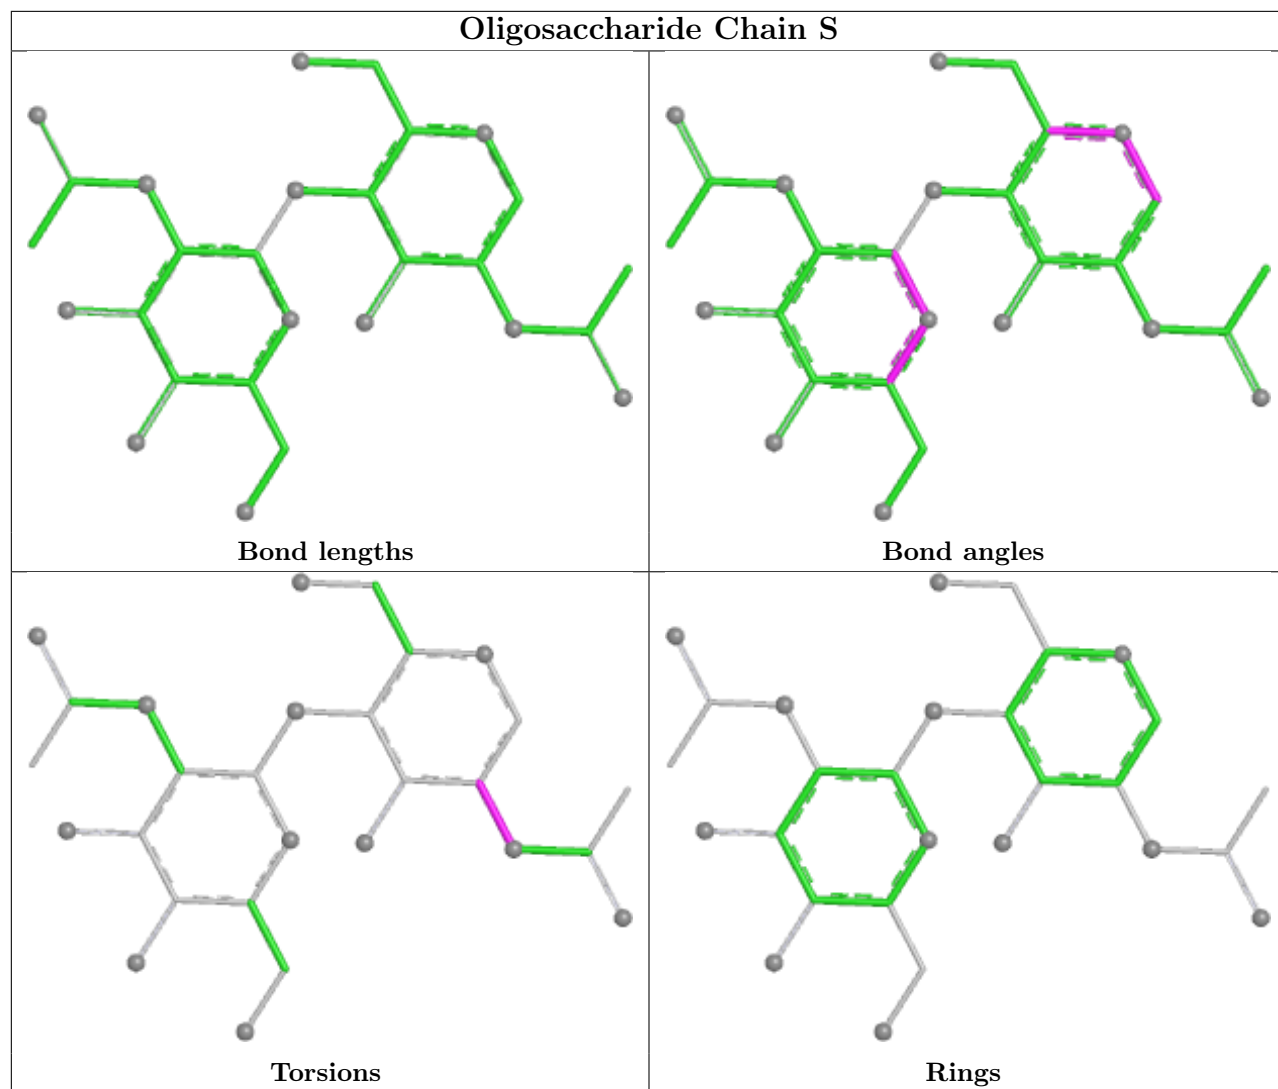 Oligosaccharide Chain S
Bond lengths
Bond angles
Torsions
Rings